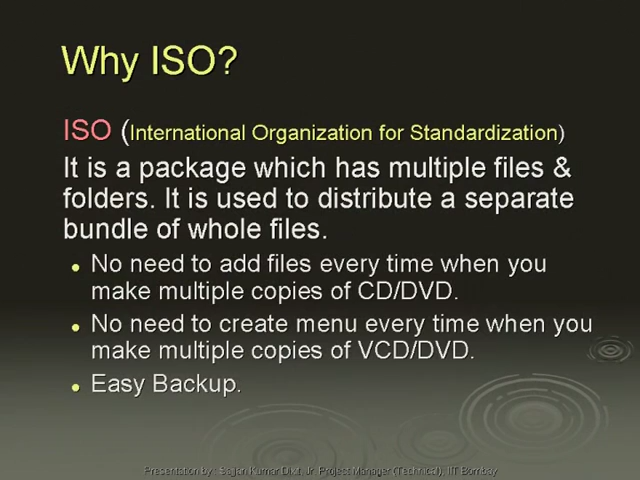 Why ISO?
ISO (International Organization for Standardization)
It is a package which has multiple files &
folders. It is used to distribute a separate
bundle of whole files.
No need to add files every time when you
make multiple copies of CD/DVD.
No need to create menu every time when you
make multiple copies of VCD/DVD.
Easy Backup.
Presentation by : Kumar Jr. Project Manager (Technical), IIT Bombay